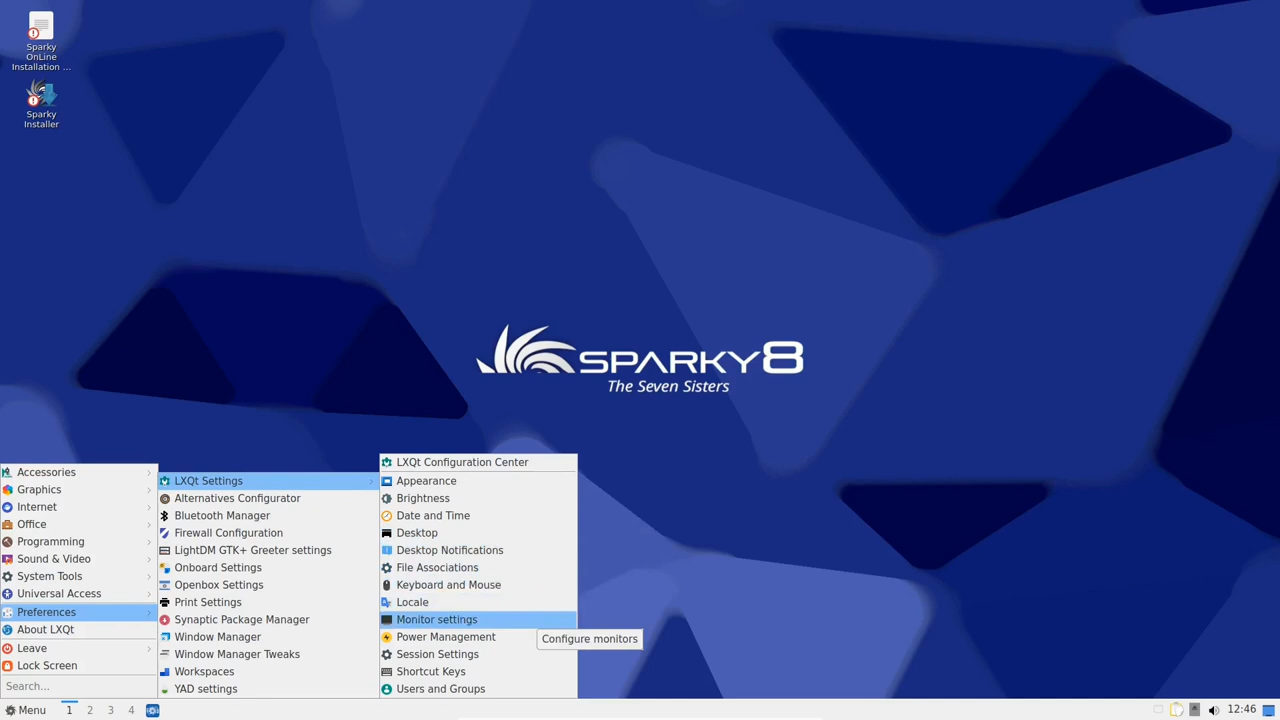 Sparky
OnLine
Installation ...
Sparky
Installer
SPARKY8
The Seven Sisters
Accessories
Graphics
Internet
Office
Programming
Sound & Video
System Tools
Universal Access
Preferences
About LXQt
Leave
Lock Screen
Search...
LXQt Settings
Alternatives Configurator
Bluetooth Manager
Firewall Configuration
LightDM GTK+ Greeter settings
Onboard Settings
Openbox Settings
Print Settings
Synaptic Package Manager
Window Manager
Window Manager Tweaks
Workspaces
YAD settings
LXQt Configuration Center
Appearance
Brightness
Date and Time
Desktop
Desktop Notifications
File Associations
Keyboard and Mouse
Locale
Monitor settings
Power Management
Session Settings
Shortcut Keys
Users and Groups
Configure monitors
Menu 1 2 3 4 12:46